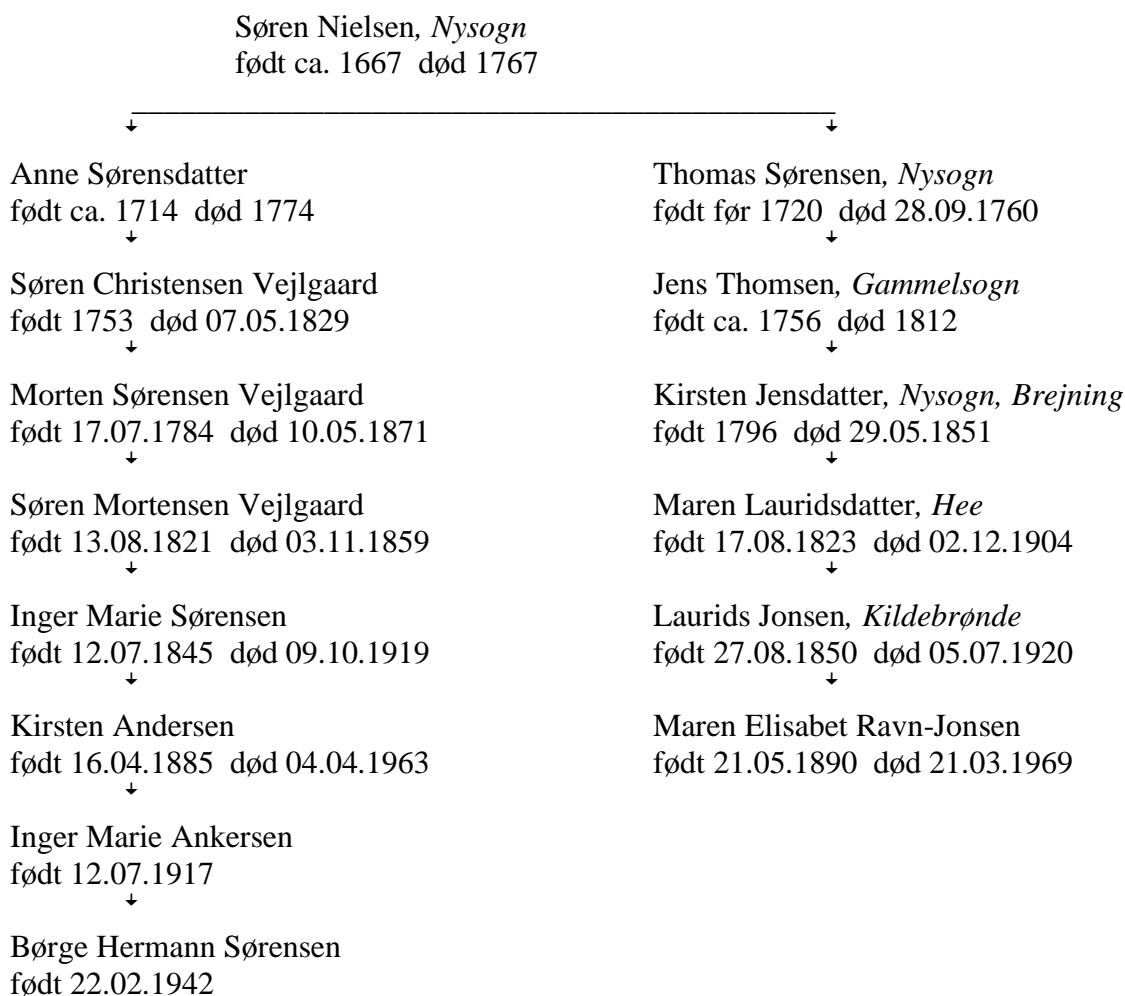 Søren Nielsen, Nysogn
født ca. 1667  død 1767
Anne Sørensdatter
født ca. 1714  død 1774
Søren Christensen Vejlgaard
født 1753  død 07.05.1829
Morten Sørensen Vejlgaard
født 17.07.1784  død 10.05.1871
Søren Mortensen Vejlgaard
født 13.08.1821  død 03.11.1859
Inger Marie Sørensen
født 12.07.1845  død 09.10.1919
Kirsten Andersen
født 16.04.1885  død 04.04.1963
Inger Marie Ankersen
født 12.07.1917
Børge Hermann Sørensen
født 22.02.1942
Thomas Sørensen, Nysogn
født før 1720  død 28.09.1760
Jens Thomsen, Gammelsogn
født ca. 1756  død 1812
Kirsten Jensdatter, Nysogn, Brejning
født 1796  død 29.05.1851
Maren Lauridsdatter, Hee
født 17.08.1823  død 02.12.1904
Laurids Jonsen, Kildebrønde
født 27.08.1850  død 05.07.1920
Maren Elisabet Ravn-Jonsen
født 21.05.1890  død 21.03.1969